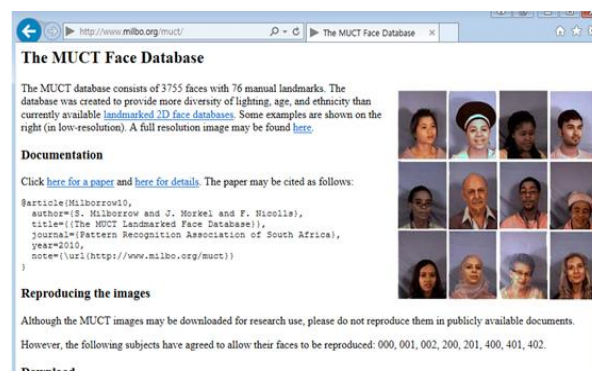 http://www.milbo.org/muct/
The MUCT Face Database
The MUCT Face Database
The MUCT database consists of 3755 faces with 76 manual landmarks. The
database was created to provide more diversity of lighting, age, and ethnicity than
currently available landmarked 2D face databases. Some examples are shown on the
right (in low-resolution). A full resolution image may be found here.
Documentation
Click here for a paper and here for details. The paper may be cited as follows:
@article{Milborrow10,
author={S. Milborrow and J. Morkel and F. Nicolls},
title={{The MUCT Landmarked Face Database}},
journal={Pattern Recognition Association of South Africa},
year=2010,
note={\url{http://www.milbo.org/muct}}
}
Reproducing the images
Although the MUCT images may be downloaded for research use, please do not reproduce them in publicly available documents.
However, the following subjects have agreed to allow their faces to be reproduced: 000, 001, 002, 200, 201, 400, 401, 402.
Download